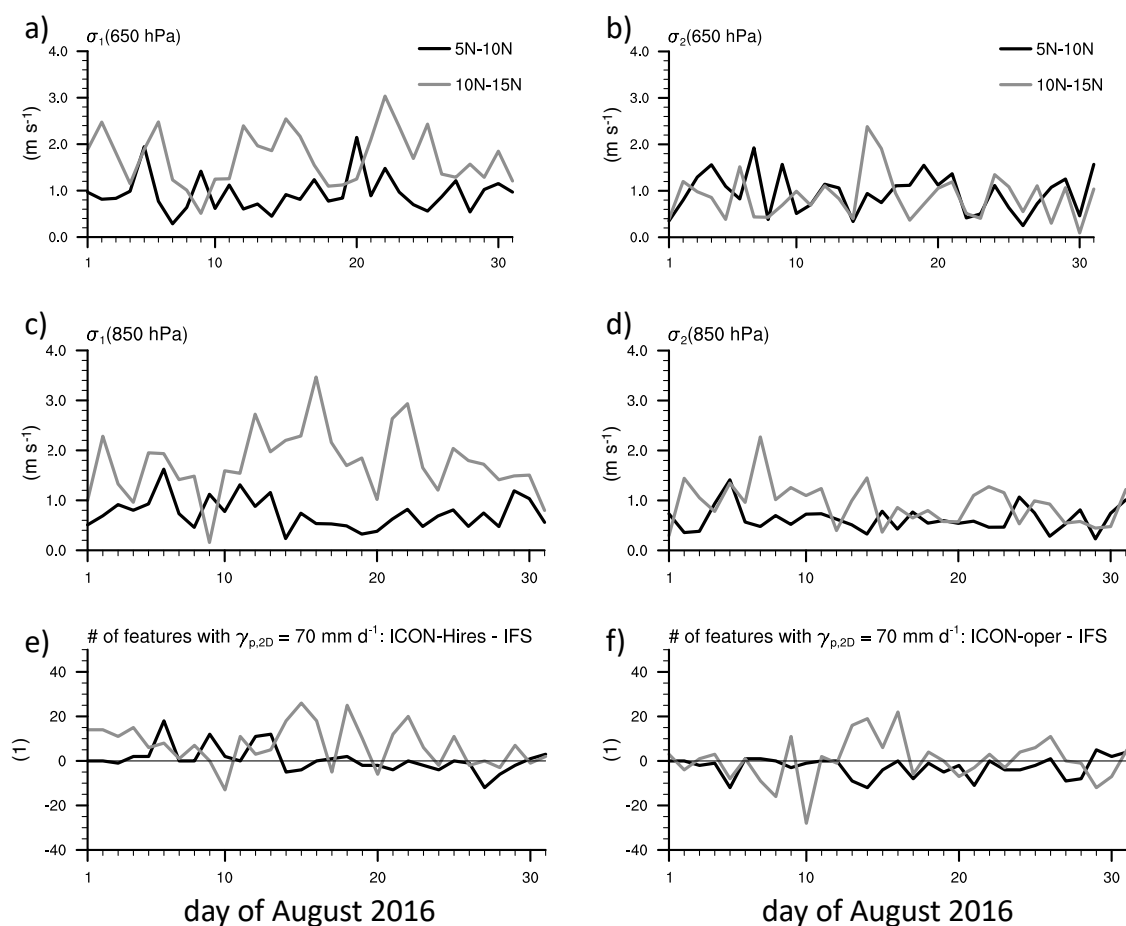 a)
σ₁(650 hPa)
4.0
3.0
2.0
1.0
0.0
(m s⁻¹)
5N-10N
10N-15N
1
10
20
30
b)
σ₂(650 hPa)
4.0
3.0
2.0
1.0
0.0
(m s⁻¹)
5N-10N
10N-15N
1
10
20
30
c)
σ₁(850 hPa)
4.0
3.0
2.0
1.0
0.0
(m s⁻¹)
1
10
20
30
d)
σ₂(850 hPa)
4.0
3.0
2.0
1.0
0.0
(m s⁻¹)
1
10
20
30
e)
# of features with γp,2D = 70 mm d⁻¹: ICON-Hires - IFS
40
20
0
-20
-40
(1)
1
10
20
30
day of August 2016
f)
# of features with γp,2D = 70 mm d⁻¹: ICON-oper - IFS
40
20
0
-20
-40
(1)
1
10
20
30
day of August 2016